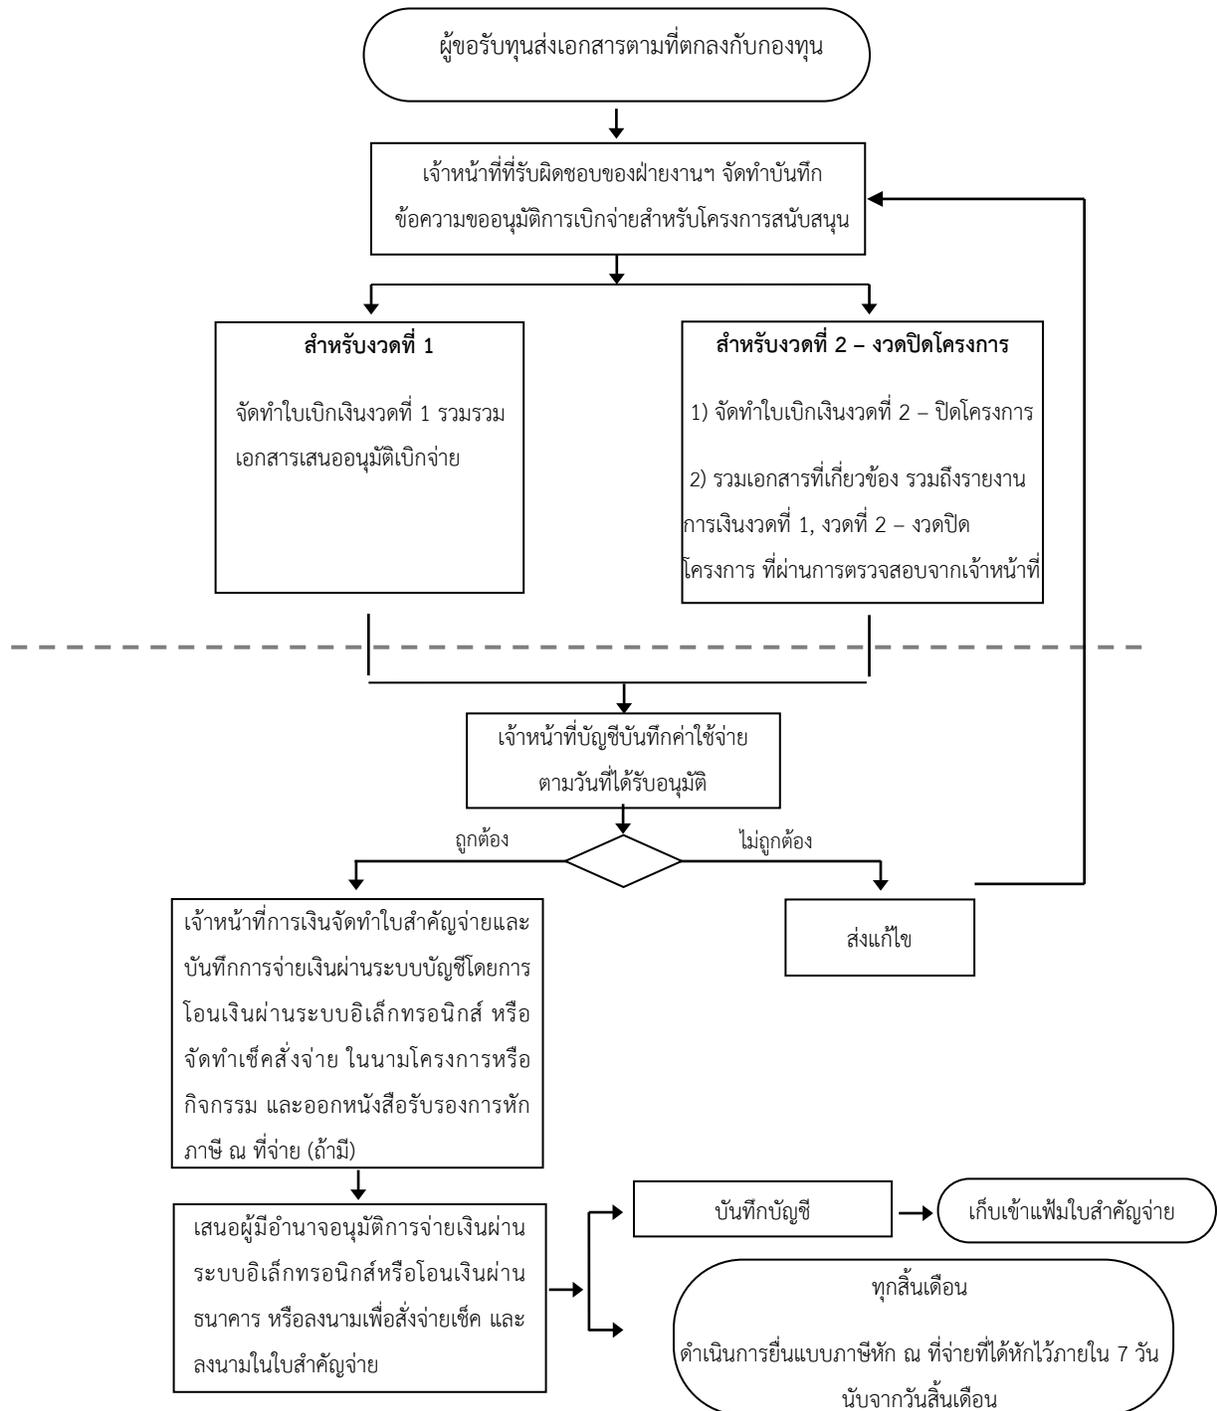 ผู้ขอรับทุนส่งเอกสารตามที่ตกลงกับกองทุน
เจ้าหน้าที่ที่รับผิดชอบของฝ่ายงานฯ จัดทำบันทึก
ข้อความขออนุมัติการเบิกจ่ายสำหรับโครงการสนับสนุน
สำหรับงวดที่ 1
จัดทำใบเบิกเงินงวดที่ 1 รวมรวม
เอกสารเสนออนุมัติเบิกจ่าย
สำหรับงวดที่ 2 – งวดปิดโครงการ
1) จัดทำใบเบิกเงินงวดที่ 2 – ปิดโครงการ
2) รวมเอกสารที่เกี่ยวข้อง รวมถึงรายงาน
การเงินงวดที่ 1, งวดที่ 2 – งวดปิด
โครงการ ที่ผ่านการตรวจสอบจากเจ้าหน้าที่
เจ้าหน้าที่บัญชีบันทึกค่าใช้จ่าย
ตามวันที่ได้รับอนุมัติ
ถูกต้อง
ไม่ถูกต้อง
เจ้าหน้าที่การเงินจัดทำใบสำคัญจ่ายและ
บันทึกการจ่ายเงินผ่านระบบบัญชีโดยการ
โอนเงินผ่านระบบอิเล็กทรอนิกส์ หรือ
จัดทำเช็คสั่งจ่าย ในนามโครงการหรือ
กิจกรรม และออกหนังสือรับรองการหัก
ภาษี ณ ที่จ่าย (ถ้ามี)
ส่งแก้ไข
เสนอผู้มีอำนาจอนุมัติการจ่ายเงินผ่าน
ระบบอิเล็กทรอนิกส์หรือโอนเงินผ่าน
ธนาคาร หรือลงนามเพื่อสั่งจ่ายเช็ค และ
ลงนามในใบสำคัญจ่าย
บันทึกบัญชี
เก็บเข้าแฟ้มใบสำคัญจ่าย
ทุกสิ้นเดือน
ดำเนินการยื่นแบบภาษีหัก ณ ที่จ่ายที่ได้หักไว้ภายใน 7 วัน
นับจากวันสิ้นเดือน